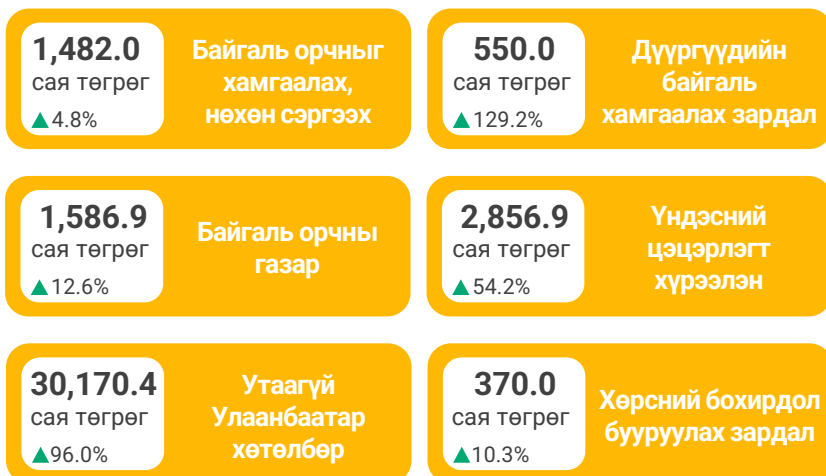 1,482.0
сая төгрөг
▲4.8%
Байгаль орчныг
хамгаалах,
нөхөн сэргээх
550.0
сая төгрөг
▲129.2%
Дүүргүүдийн
байгаль
хамгаалах зардал
1,586.9
сая төгрөг
▲12.6%
Байгаль орчны
газар
2,856.9
сая төгрөг
▲54.2%
Үндэсний
цэцэрлэгт
хүрээлэн
30,170.4
сая төгрөг
▲96.0%
Утаагүй
Улаанбаатар
хөтөлбөр
370.0
сая төгрөг
▲10.3%
Хөрсний бохирдол
бууруулах зардал